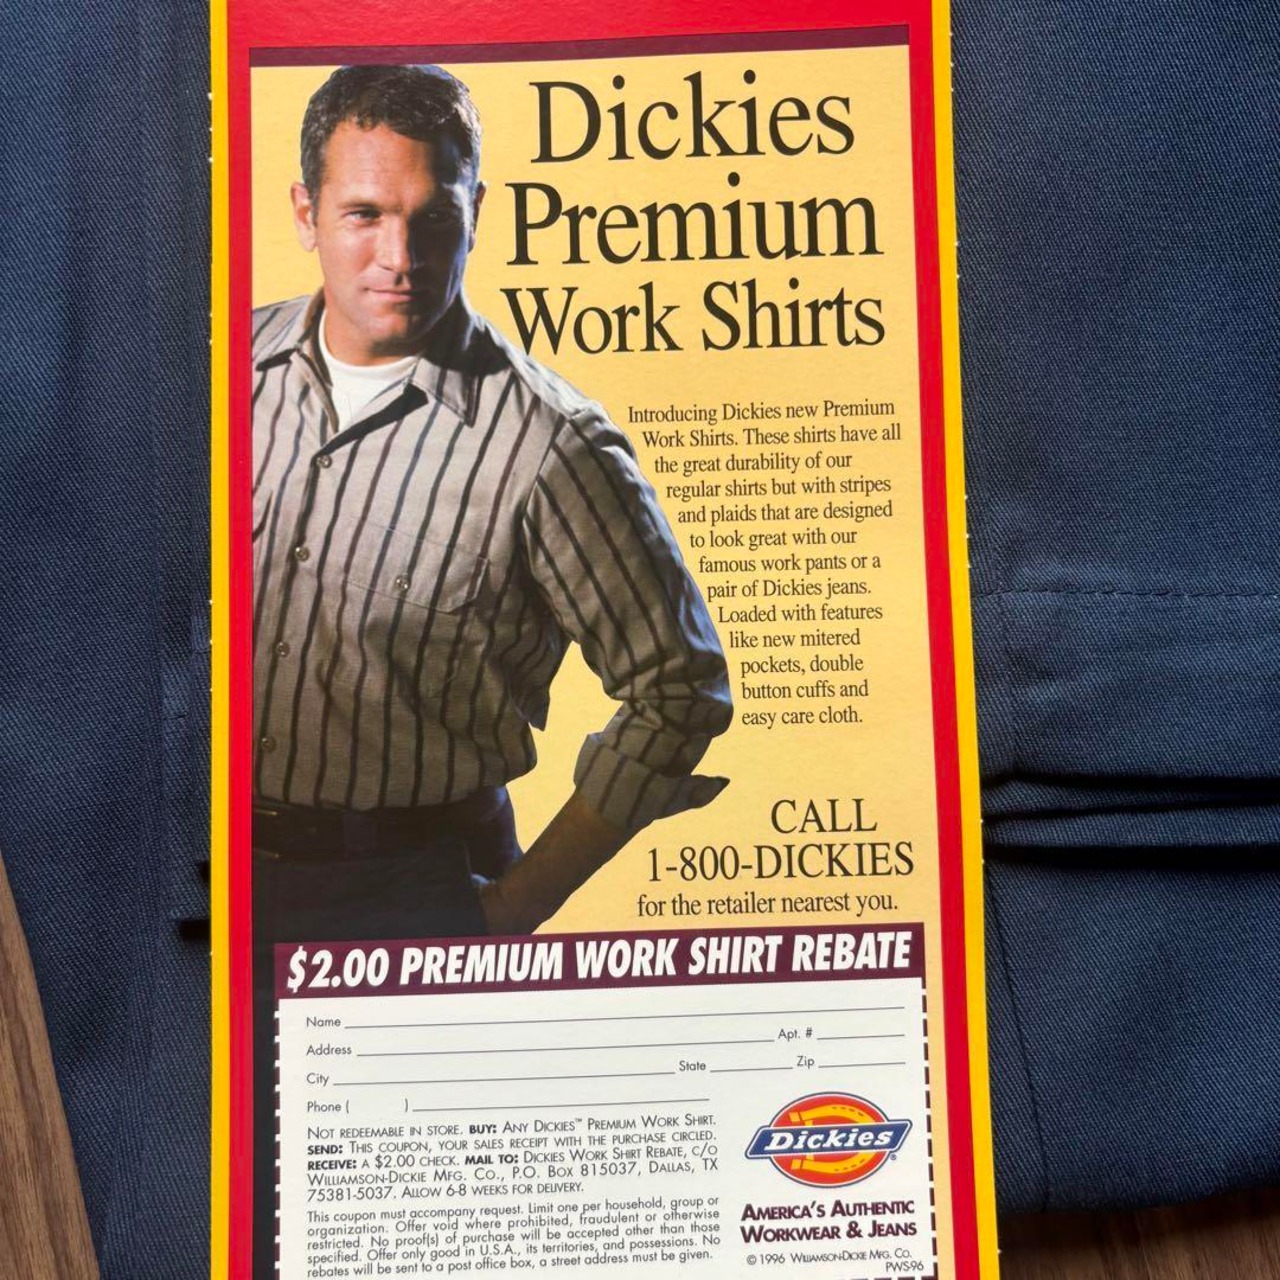 Dickies
Premium
Work Shirts
Introducing Dickies new Premium
Work Shirts. These shirts have all
the great durability of our
regular shirts but with stripes
and plaids that are designed
to look great with our
famous work pants or a
pair of Dickies jeans.
Loaded with features
like new mitered
pockets, double
button cuffs and
easy care cloth.
CALL
1-800-DICKIES
for the retailer nearest you.
$2.00 PREMIUM WORK SHIRT REBATE
Name
Address Apt. #
City State Zip
Phone ( )
NOT REDEEMABLE IN STORE. BUY: ANY DICKIES™ PREMIUM WORK SHIRT.
SEND: THIS COUPON, YOUR SALES RECEIPT WITH THE PURCHASE CIRCLED.
RECEIVE: A $2.00 CHECK. MAIL TO: DICKIES WORK SHIRT REBATE, C/O
WILLIAMSON-DICKIE MFG. CO., P.O. BOX 815037, DALLAS, TX
75381-5037. ALLOW 6-8 WEEKS FOR DELIVERY.
This coupon must accompany request. Limit one per household, group or
organization. Offer void where prohibited, fraudulent or otherwise
restricted. No proof(s) of purchase will be accepted other than those
specified. Offer only good in U.S.A., its territories, and possessions. No
rebates will be sent to a post office box, a street address must be given.
Dickies®
AMERICA'S AUTHENTIC
WORKWEAR & JEANS
© 1996 WILLIAMSON-DICKIE MFG. CO.
PWS96